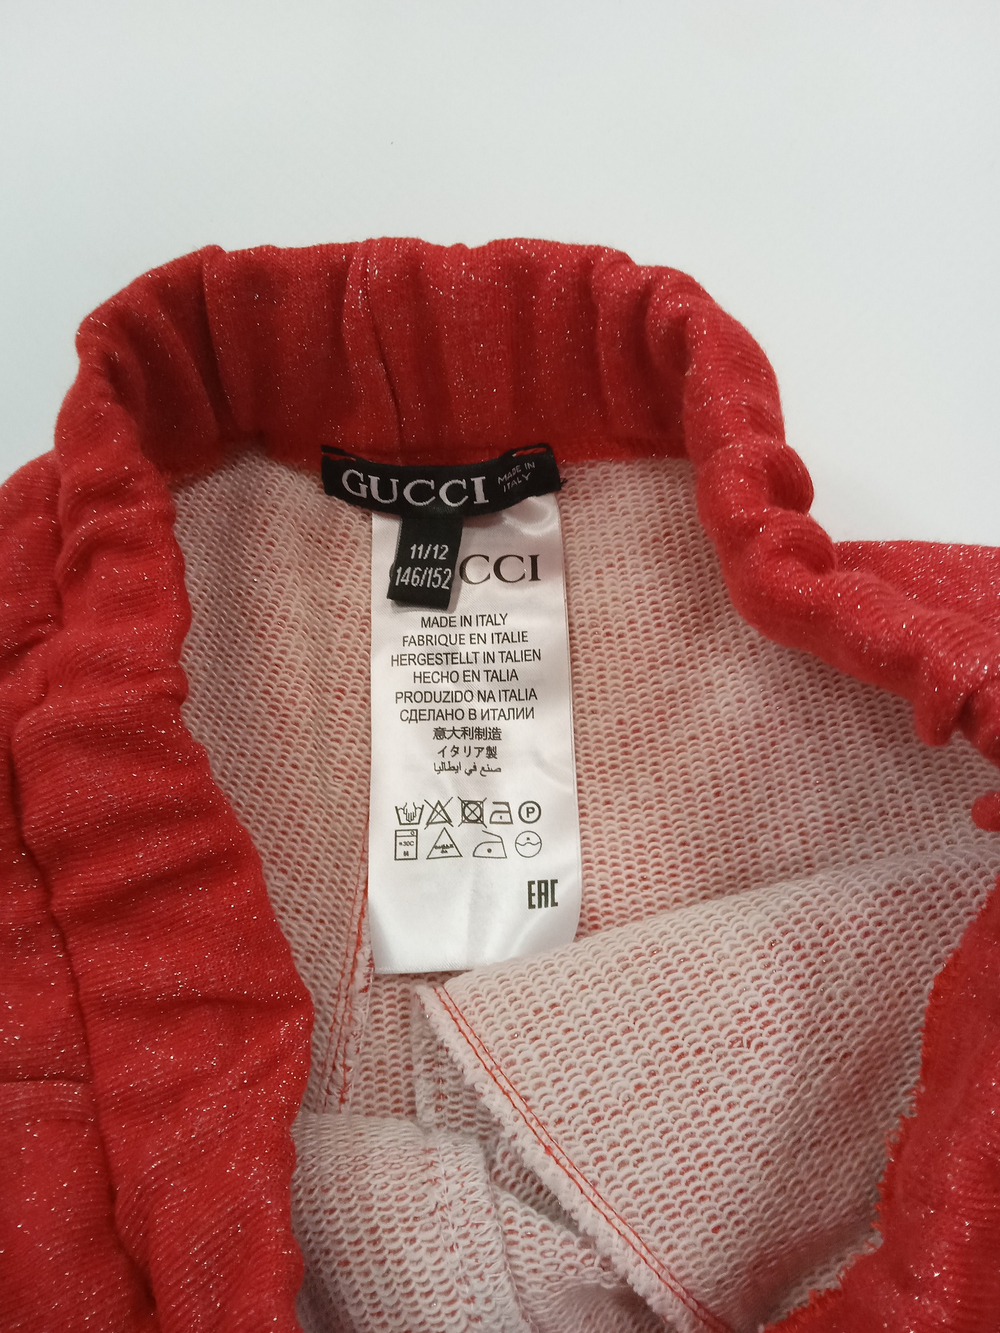 GUCCI
MADE IN
ITALY
11/12
146/152
CCI
MADE IN ITALY
FABRIQUE EN ITALIE
HERGESTELLT IN TALIEN
HECHO EN TALIA
PRODUZIDO NA ITALIA
СДЕЛАНО В ИТАЛИИ
意大利制造
イタリア製
صنع في ايطاليا
P
EAC